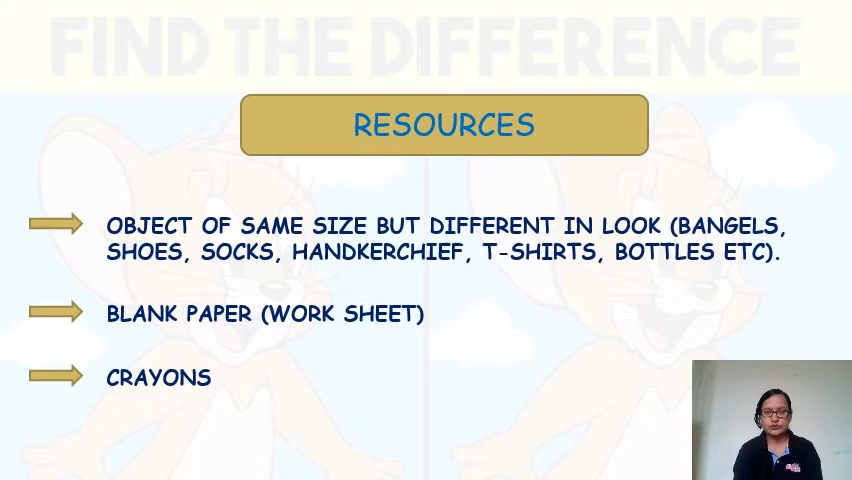 FIND THE DIFFERENCE
RESOURCES
OBJECT OF SAME SIZE BUT DIFFERENT IN LOOK (BANGELS,
SHOES, SOCKS, HANDKERCHIEF, T-SHIRTS, BOTTLES ETC).
BLANK PAPER (WORK SHEET)
CRAYONS